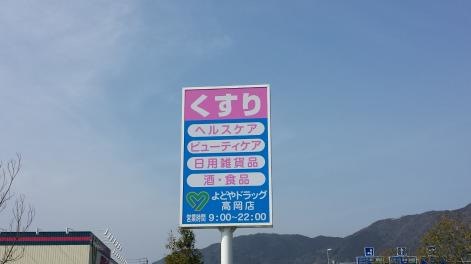 くすり
ヘルスケア
ビューティケア
日用雑貨品
酒・食品
よどやドラッグ
高岡店
営業時間 9:00~22:00